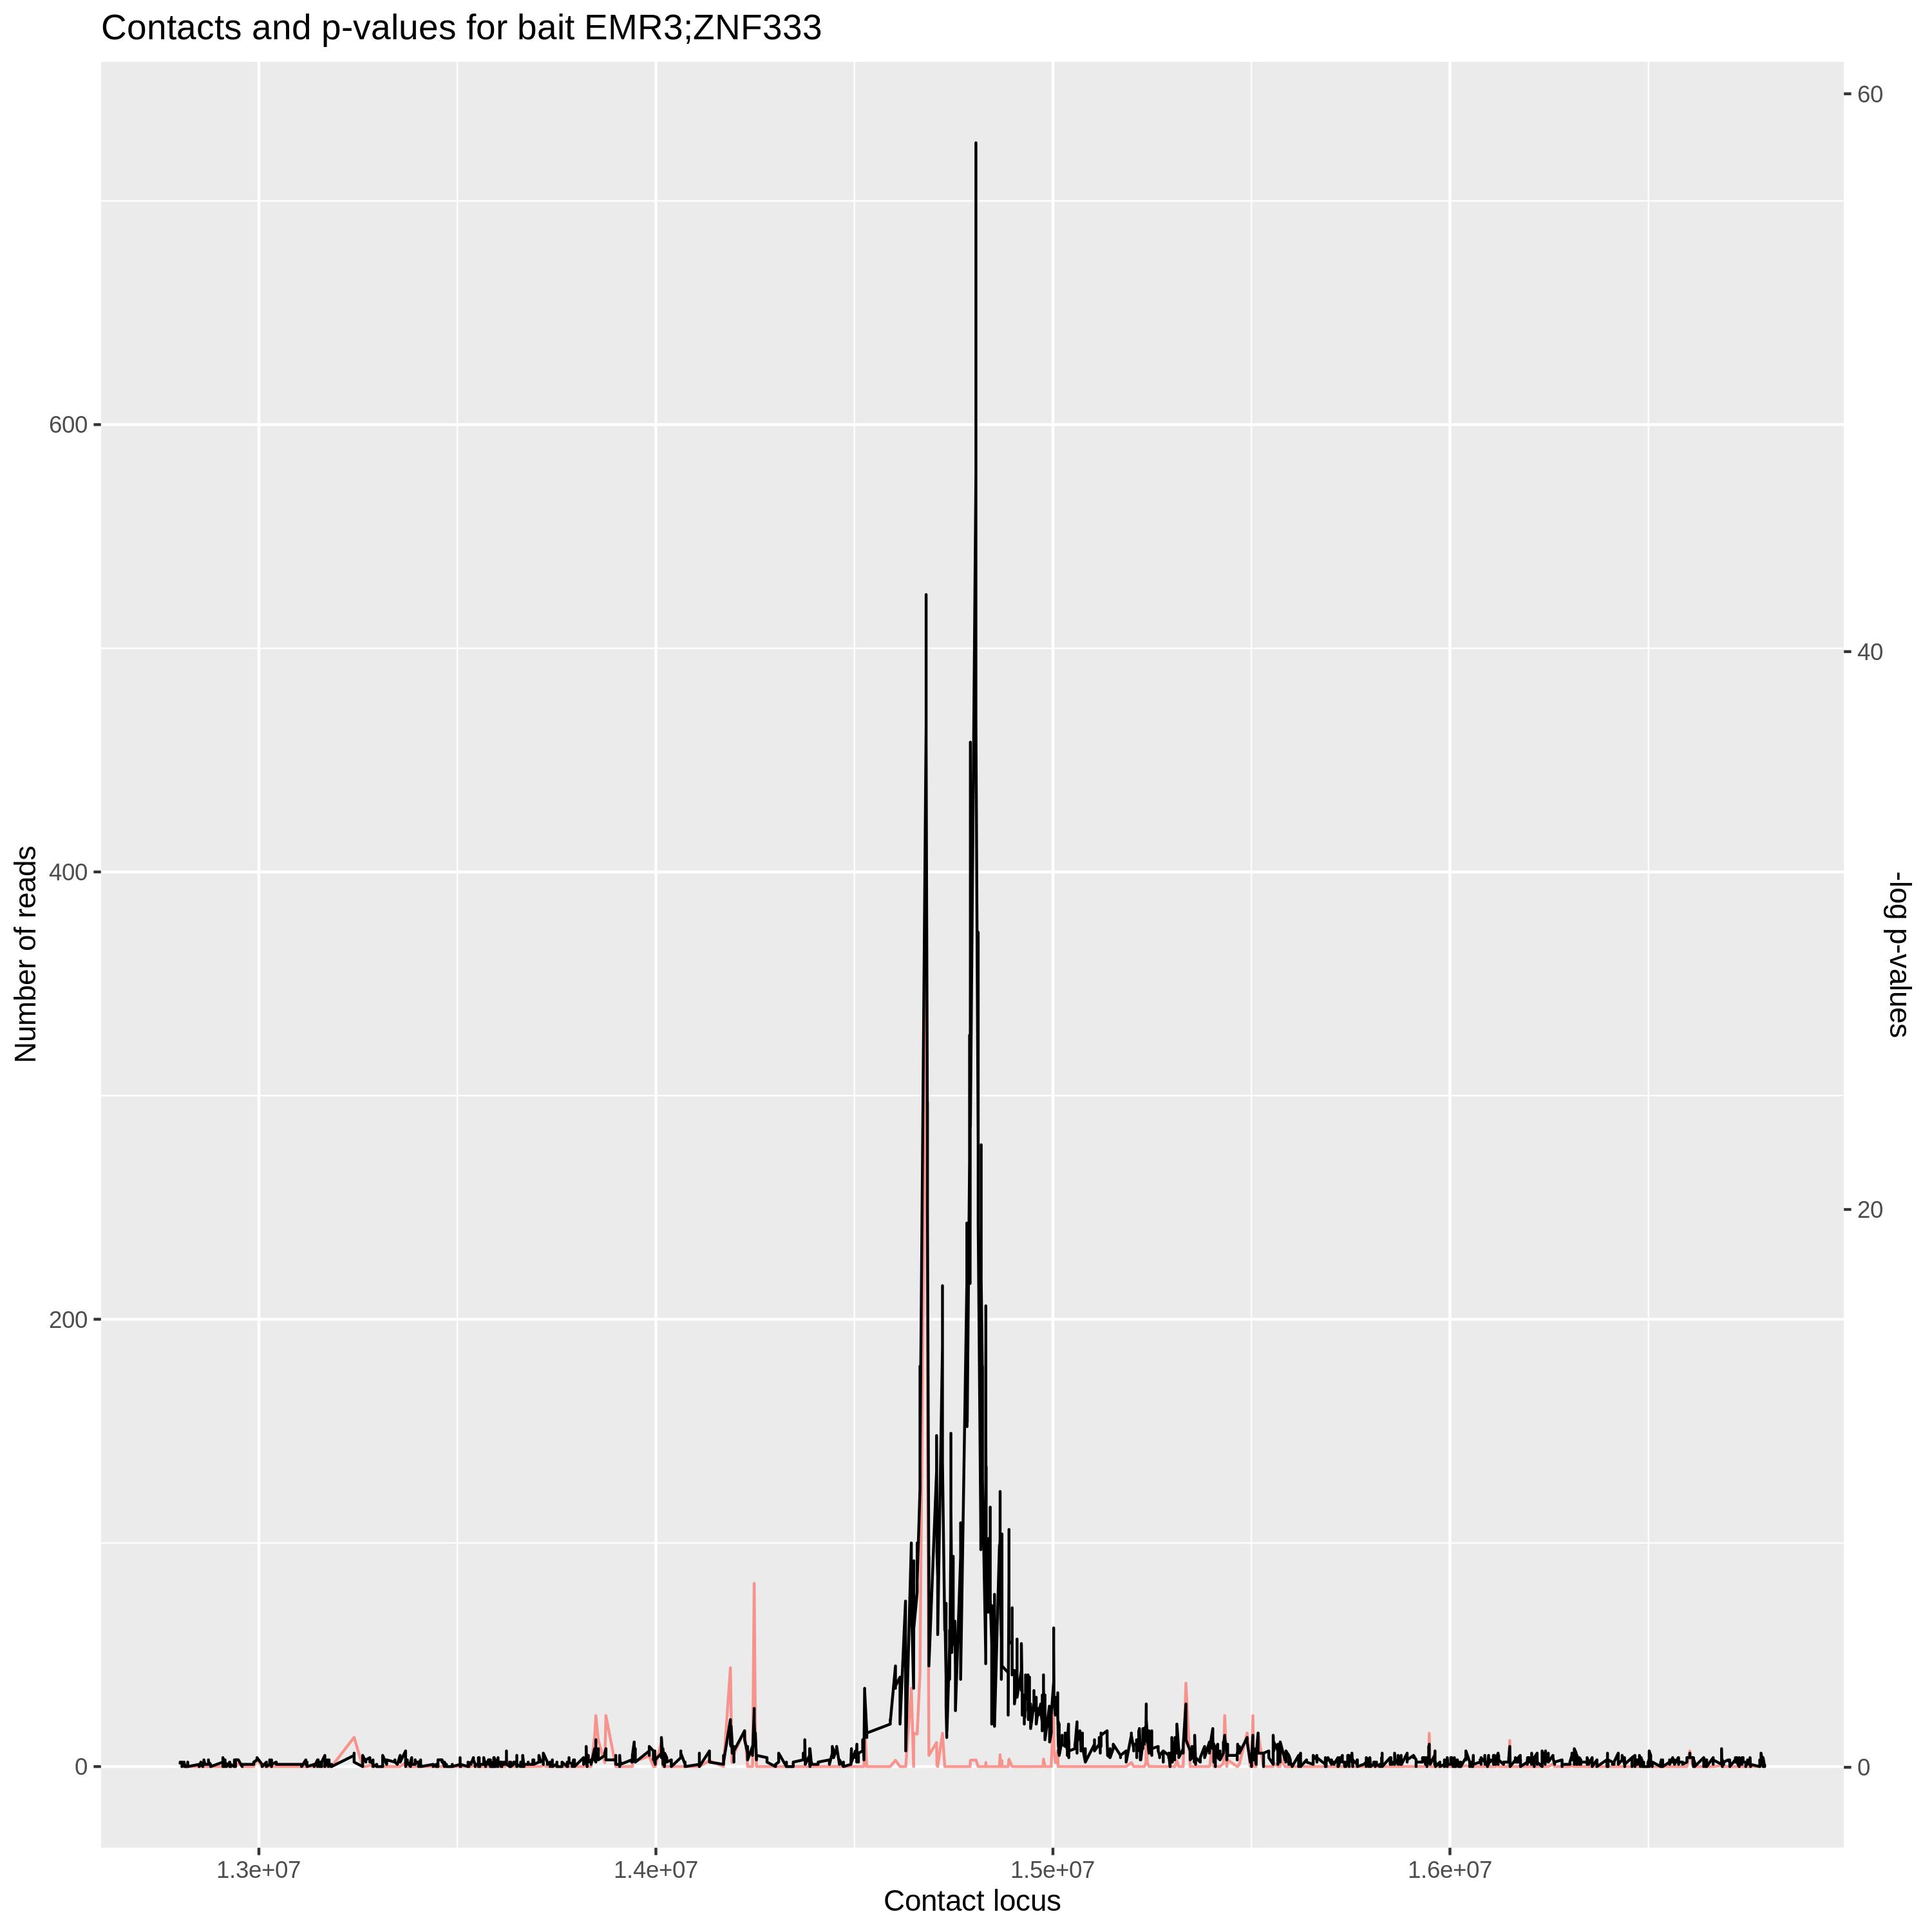 Contacts and p-values for bait EMR3;ZNF333
60
600
40
400
Number of reads
-log p-values
20
200
0
0
1.3e+07
1.4e+07
1.5e+07
1.6e+07
Contact locus